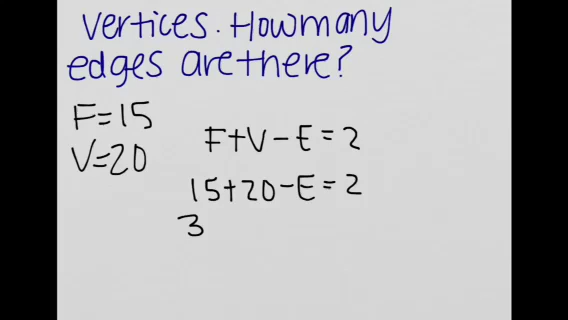 vertices. How many
edges are there?
F=15
V=20
F+V-E=2
15+20-E=2
3